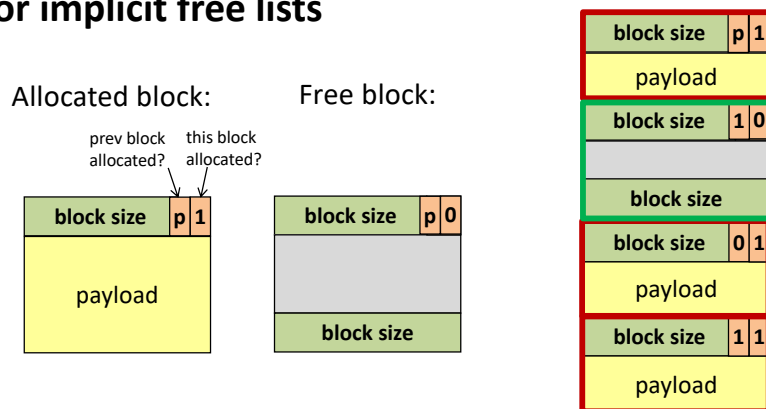 or implicit free lists
Allocated block:
Free block:
prev block
allocated?
this block
allocated?
block size p 1
payload
block size p 0
block size
block size p 1
payload
block size 1 0
block size
block size 0 1
payload
block size 1 1
payload